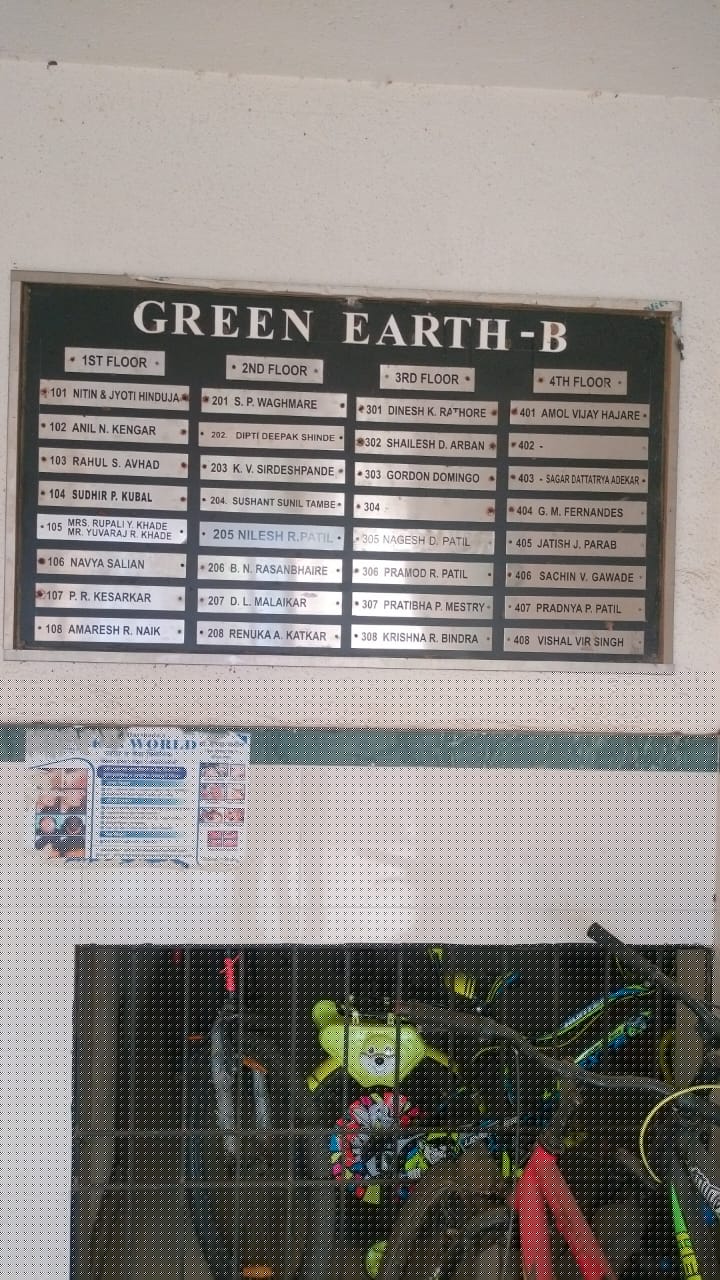 GREEN EARTH-B
1ST FLOOR
101 NITIN & JYOTI HINDUJA
102 ANIL N. KENGAR
103 RAHUL S. AVHAD
104 SUDHIR P. KUBAL
105 MRS. RUPALI Y. KHADE
MR. YUVARAJ R. KHADE
106 NAVYA SALIAN
107 P. R. KESARKAR
108 AMARESH R. NAIK
2ND FLOOR
201 S. P. WAGHMARE
202. DIPTI DEEPAK SHINDE
203 K. V. SIRDESHPANDE
204. SUSHANT SUNIL TAMBE
205 NILESH R.PATIL
206 B. N. RASANBHAIRE
207 D. L. MALAIKAR
208 RENUKA A. KATKAR
3RD FLOOR
301 DINESH K. RATHORE
302 SHAILESH D. ARBAN
303 GORDON DOMINGO
304
305 NAGESH D. PATIL
306 PRAMOD R. PATIL
307 PRATIBHA P. MESTRY
308 KRISHNA R. BINDRA
4TH FLOOR
401 AMOL VIJAY HAJARE
402 -
403 - SAGAR DATTATRYA ADEKAR
404 G. M. FERNANDES
405 JATISH J. PARAB
406 SACHIN V. GAWADE
407 PRADNYA P. PATIL
408 VISHAL VIR SINGH
WORLD